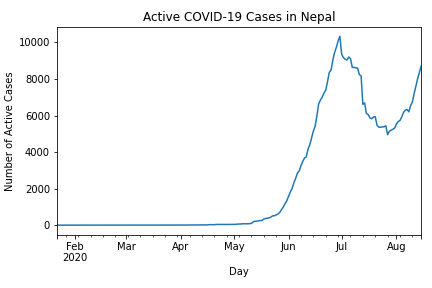 Active COVID-19 Cases in Nepal
10000
8000
6000
4000
2000
0
Number of Active Cases
Feb Mar Apr May Jun Jul Aug
2020
Day